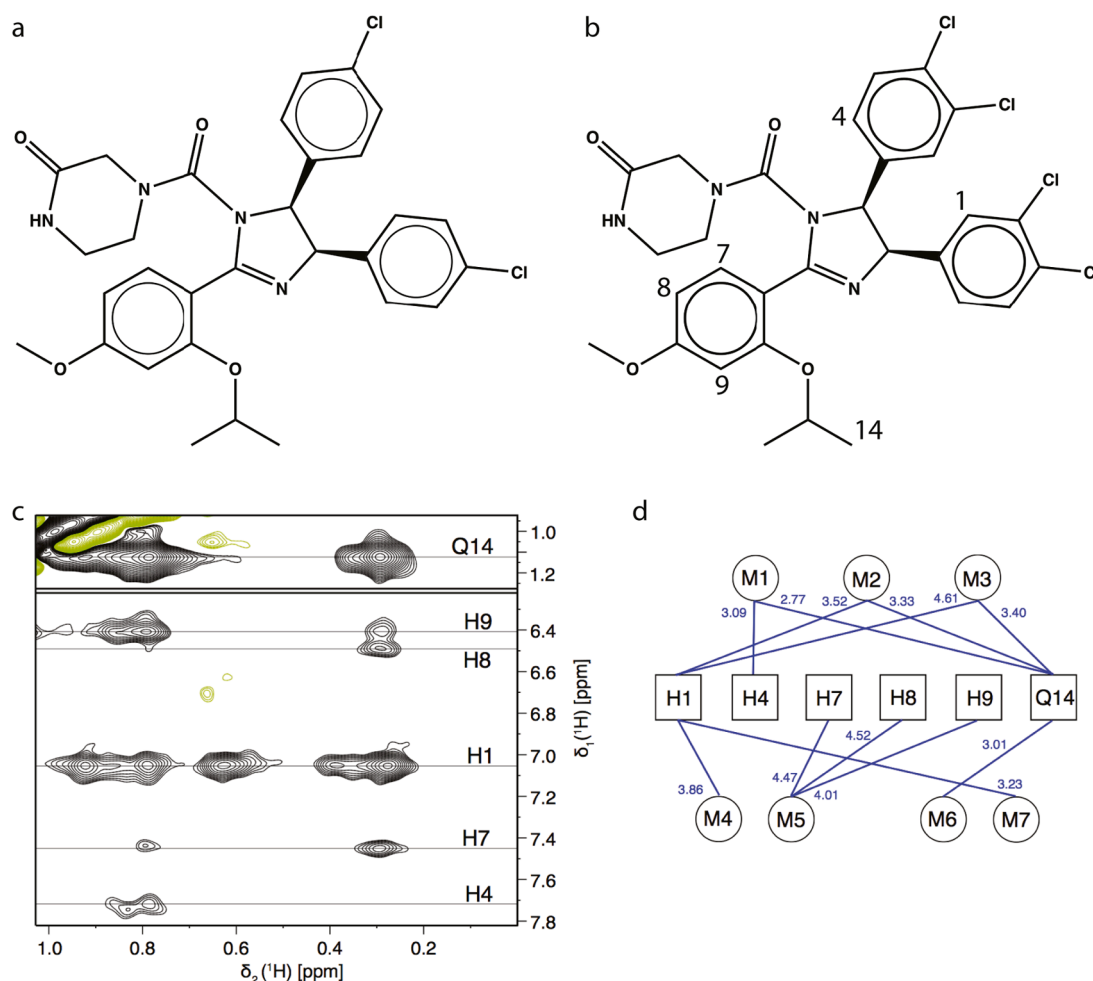 a
b
Cl
Cl
Cl
O
O
N
HN
N
N
Cl
O
O
4
O
O
N
HN
N
N
1
Cl
Cl
7
8
9
O
O
14
c
Q14
H9
H8
H1
H7
H4
1.0
1.2
6.4
6.6
6.8
7.0
7.2
7.4
7.6
7.8
δ₁(¹H) [ppm]
1.0 0.8 0.6 0.4 0.2
δ₂(¹H) [ppm]
d
M1 M2 M3
3.09 2.77 3.52 3.33 4.61 3.40
H1 H4 H7 H8 H9 Q14
3.86 4.47 4.52 4.01 3.01 3.23
M4 M5 M6 M7